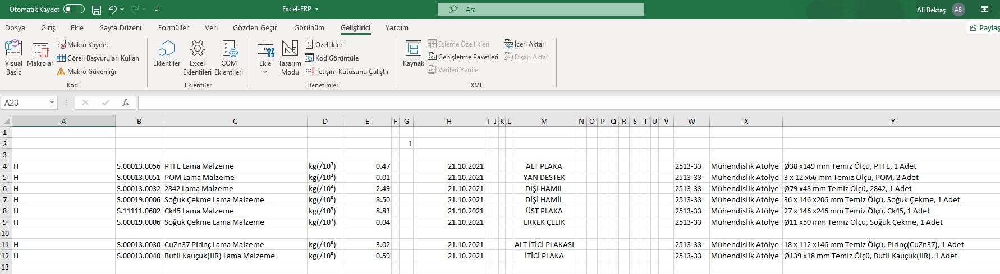 Otomatik Kaydet Excel-ERP Ara Ali Bektaş AB
Dosya Giriş Ekle Sayfa Düzeni Formüller Veri Gözden Geçir Görünüm Geliştirici Yardım Paylaş
Visual Basic
Makrolar
Makro Kaydet
Göreli Başvuruları Kullan
Makro Güvenliği
Kod
Eklentiler
Excel Eklentileri
COM Eklentileri
Eklentiler
Ekle
Tasarım Modu
Özellikler
Kod Görüntüle
İletişim Kutusunu Çalıştır
Denetimler
Kaynak
Eşleme Özellikleri
Genişletme Paketleri
Verileri Yenile
İçeri Aktar
Dışarı Aktar
XML
A23 fx
A B C D E F G H I J K L M N O P Q R S T U V W X Y
1
2 1
3
4 H S.00013.0056 PTFE Lama Malzeme kg(/10³) 0.47 21.10.2021 ALT PLAKA 2513-33 Mühendislik Atölye Ø38 x149 mm Temiz Ölçü, PTFE, 1 Adet
5 H S.00013.0051 POM Lama Malzeme kg(/10³) 0.01 21.10.2021 YAN DESTEK 2513-33 Mühendislik Atölye 3 x 12 x66 mm Temiz Ölçü, POM, 2 Adet
6 H S.00013.0032 2842 Lama Malzeme kg(/10³) 2.49 21.10.2021 DİŞİ HAMİL 2513-33 Mühendislik Atölye Ø79 x48 mm Temiz Ölçü, 2842, 1 Adet
7 H S.00019.0006 Soğuk Çekme Lama Malzeme kg(/10³) 8.50 21.10.2021 DİŞİ HAMİL 2513-33 Mühendislik Atölye 36 x 146 x206 mm Temiz Ölçü, Soğuk Çekme, 1 Adet
8 H S.11111.0602 Ck45 Lama Malzeme kg(/10³) 8.83 21.10.2021 ÜST PLAKA 2513-33 Mühendislik Atölye 27 x 146 x246 mm Temiz Ölçü, Ck45, 1 Adet
9 H S.00019.0006 Soğuk Çekme Lama Malzeme kg(/10³) 0.04 21.10.2021 ERKEK ÇELİK 2513-33 Mühendislik Atölye Ø11 x50 mm Temiz Ölçü, Soğuk Çekme, 1 Adet
10
11 H S.00013.0030 CuZn37 Pirinç Lama Malzeme kg(/10³) 3.02 21.10.2021 ALT İTİCİ PLAKASI 2513-33 Mühendislik Atölye 18 x 112 x146 mm Temiz Ölçü, Pirinç(CuZn37), 1 Adet
12 H S.00013.0040 Butil Kauçuk(IIR) Lama Malzeme kg(/10³) 0.59 21.10.2021 İTİCİ PLAKA 2513-33 Mühendislik Atölye Ø139 x18 mm Temiz Ölçü, Butil Kauçuk(IIR), 1 Adet
13